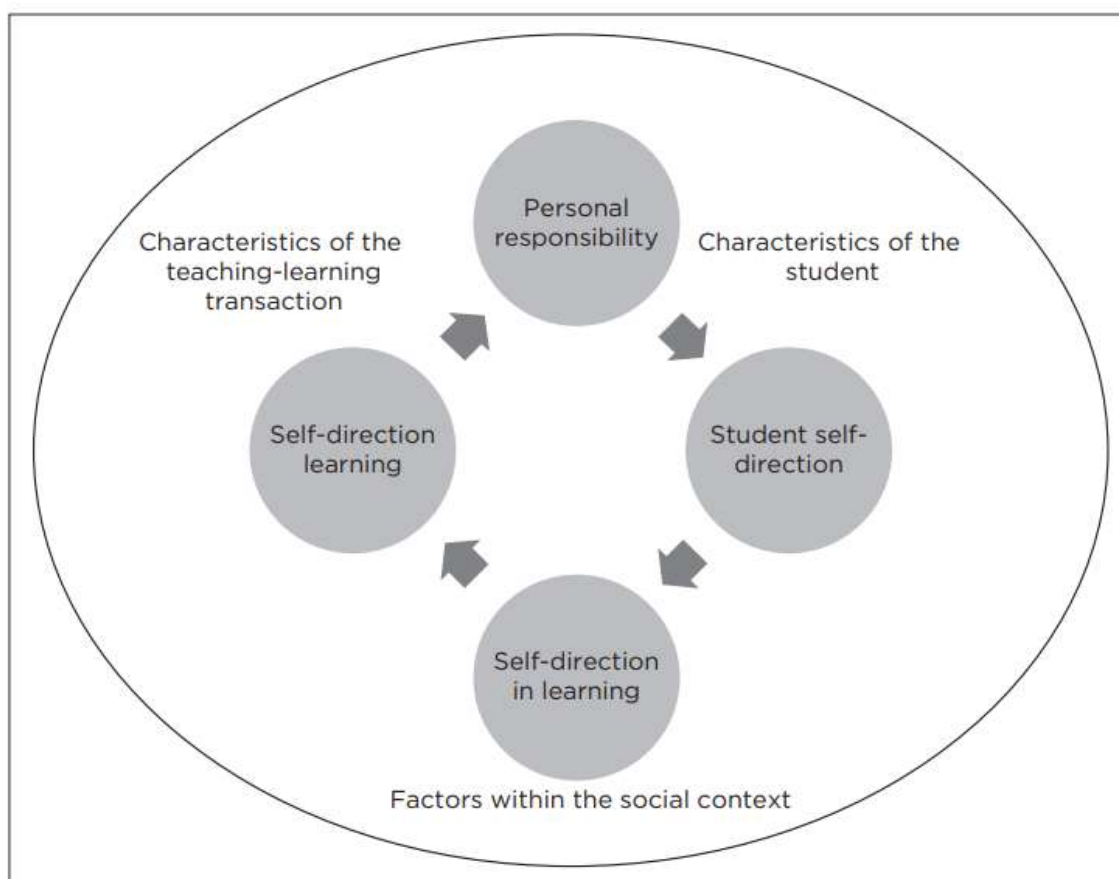 Personal
responsibility
Characteristics of the
teaching-learning
transaction
Characteristics of the
student
Self-direction
learning
Student self-
direction
Self-direction
in learning
Factors within the social context